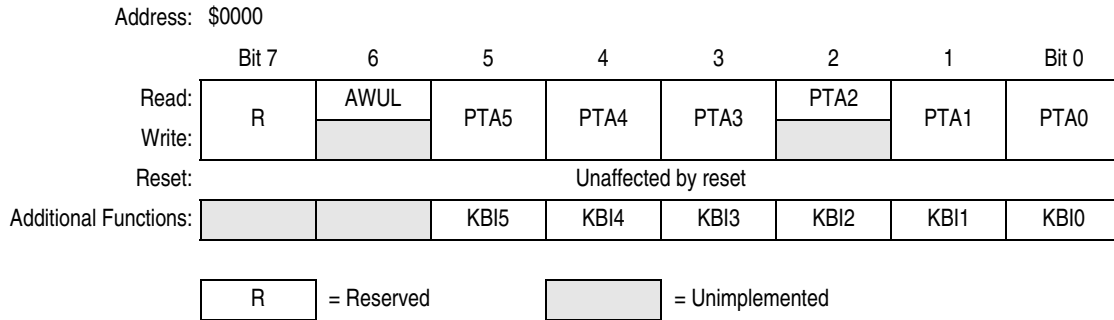 Address: $0000
Bit 7 6 5 4 3 2 1 Bit 0
Read: R AWUL PTA5 PTA4 PTA3 PTA2 PTA1 PTA0
Write:
Reset: Unaffected by reset
Additional Functions: KBI5 KBI4 KBI3 KBI2 KBI1 KBI0
R = Reserved = Unimplemented